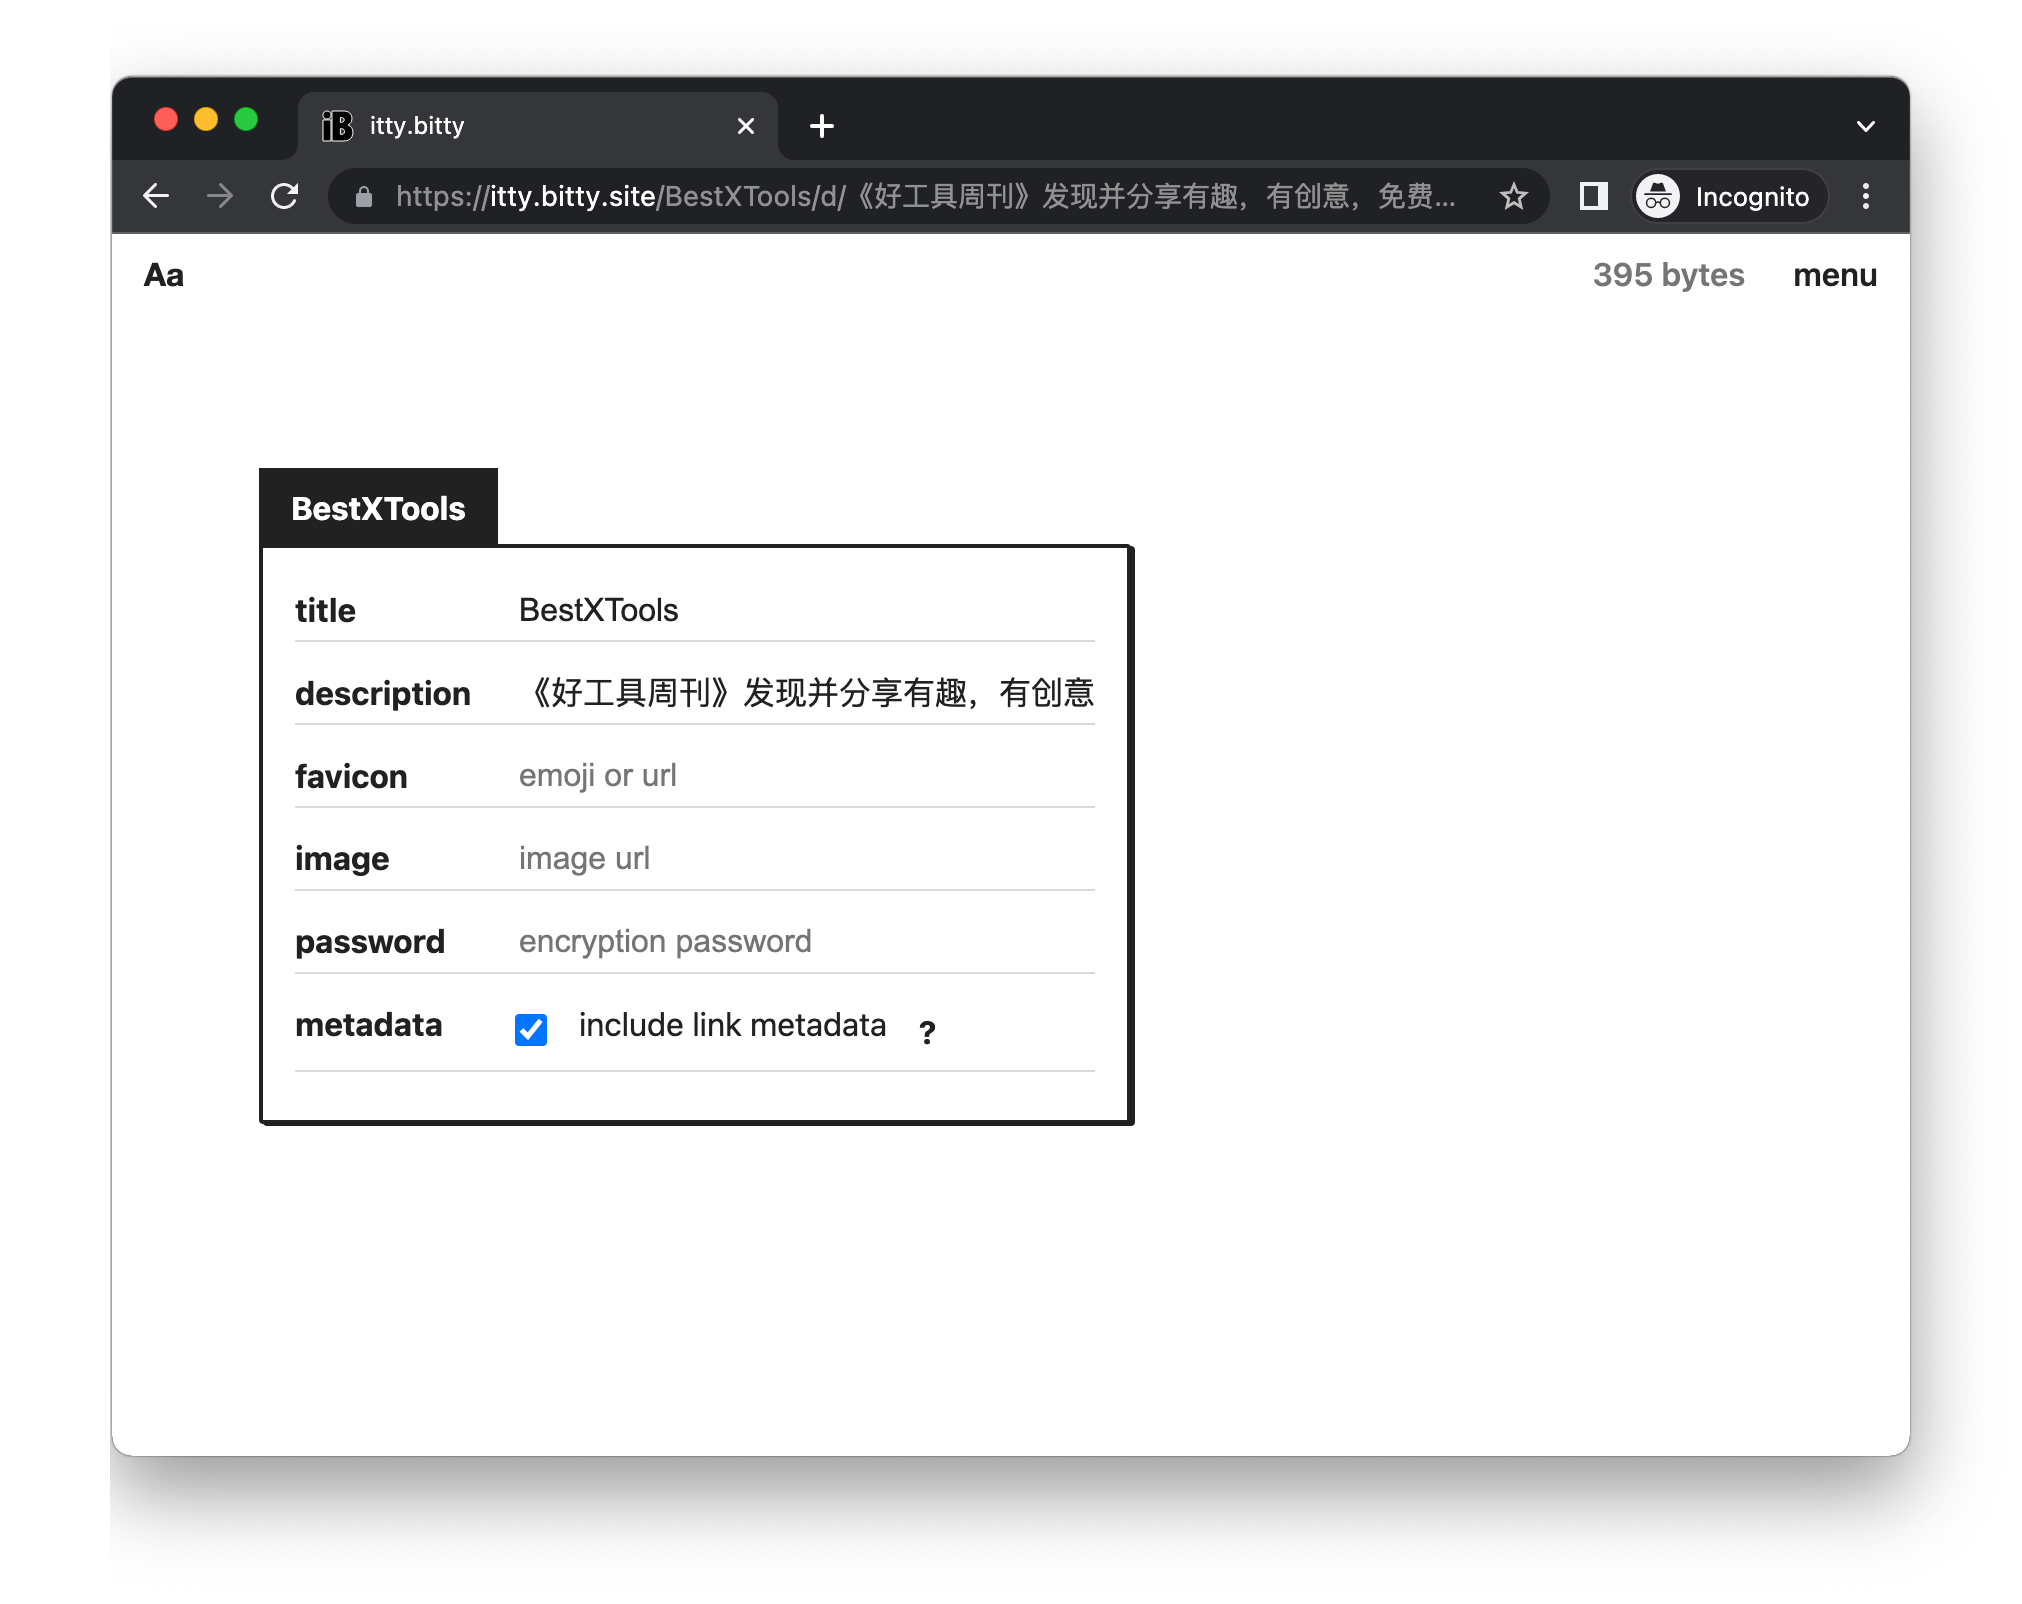 iB itty.bitty
https://itty.bitty.site/BestXTools/d/《好工具周刊》发现并分享有趣，有创意，免费... Incognito
Aa 395 bytes menu
BestXTools
title BestXTools
description 《好工具周刊》发现并分享有趣，有创意
favicon emoji or url
image image url
password encryption password
metadata include link metadata ?